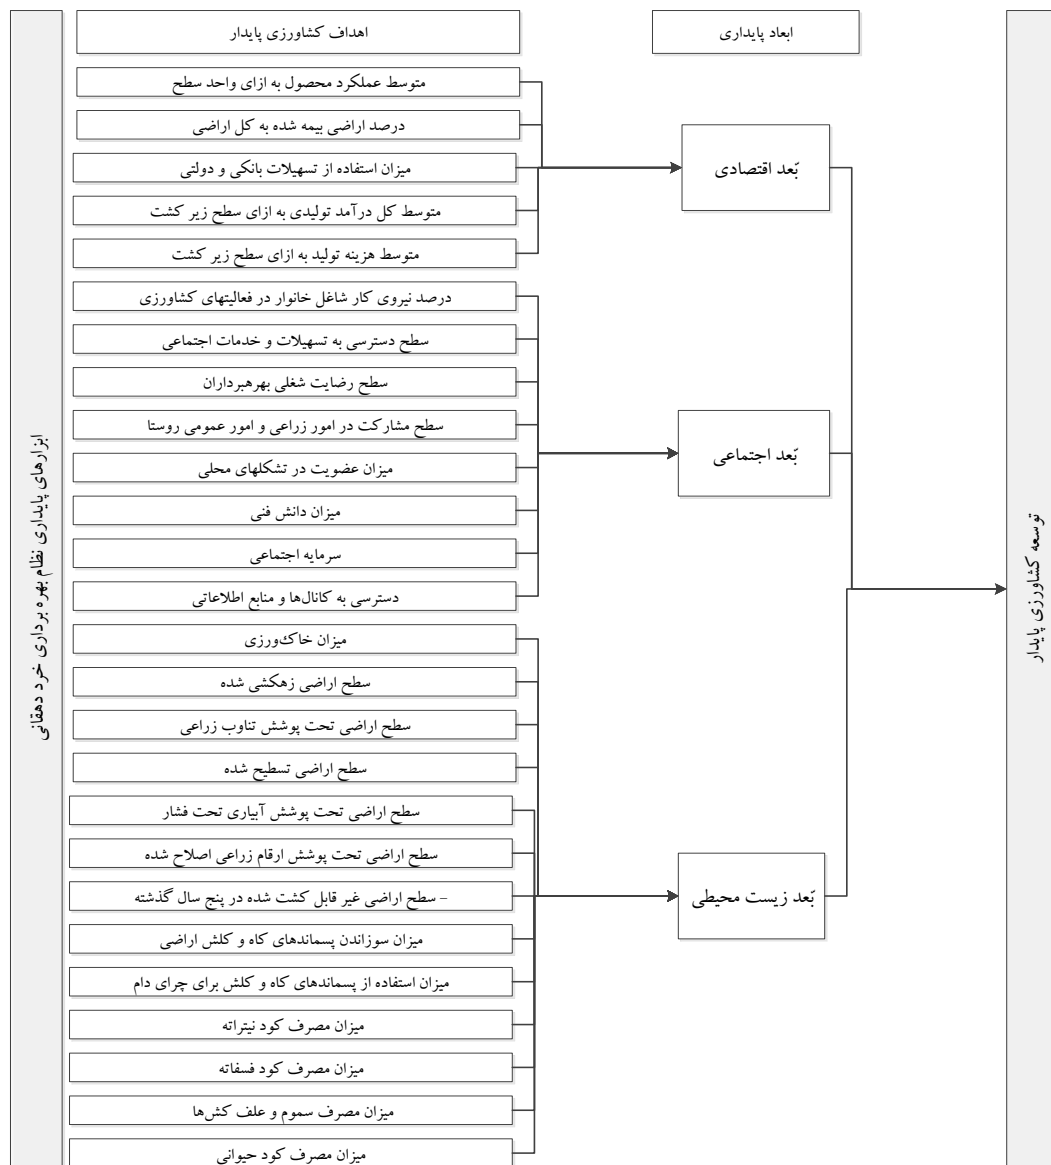 توسعه کشاورزی پایدار
ابعاد پایداری
بّعد اقتصادی
بّعد اجتماعی
بّعد زیست محیطی
اهداف کشاورزی پایدار
متوسط عملکرد محصول به ازای واحد سطح
درصد اراضی بیمه شده به کل اراضی
میزان استفاده از تسهیلات بانکی و دولتی
متوسط کل درآمد تولیدی به ازای سطح زیر کشت
متوسط هزینه تولید به ازای سطح زیر کشت
درصد نیروی کار شاغل خانوار در فعالیتهای کشاورزی
سطح دسترسی به تسهیلات و خدمات اجتماعی
سطح رضایت شغلی بهرهبرداران
سطح مشارکت در امور زراعی و امور عمومی روستا
میزان عضویت در تشکلهای محلی
میزان دانش فنی
سرمایه اجتماعی
دسترسی به کانال‌ها و منابع اطلاعاتی
میزان خاک‌ورزی
سطح اراضی زهکشی شده
سطح اراضی تحت پوشش تناوب زراعی
سطح اراضی تسطیح شده
سطح اراضی تحت پوشش آبیاری تحت فشار
سطح اراضی تحت پوشش ارقام زراعی اصلاح شده
– سطح اراضی غیر قابل کشت شده در پنج سال گذشته
میزان سوزاندن پسماندهای کاه و کلش اراضی
میزان استفاده از پسماندهای کاه و کلش برای چرای دام
میزان مصرف کود نیتراته
میزان مصرف کود فسفاته
میزان مصرف سموم و علف کش‌ها
میزان مصرف کود حیوانی
ابزارهای پایداری نظام بهره برداری خرد دهقانی